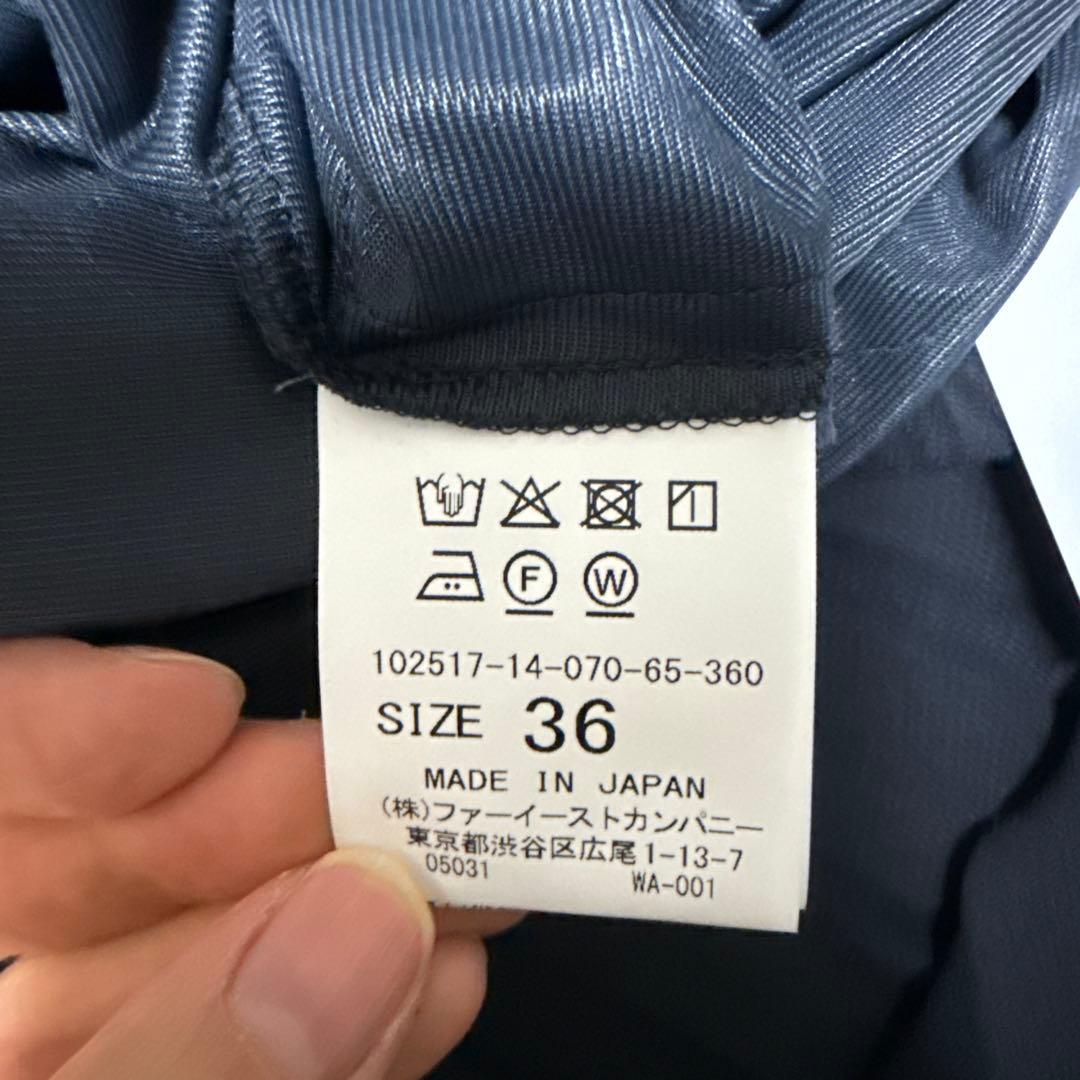 F W
102517-14-070-65-360
SIZE 36
MADE IN JAPAN
(株)ファーイーストカンパニー
東京都渋谷区広尾1-13-7
05031 WA-001